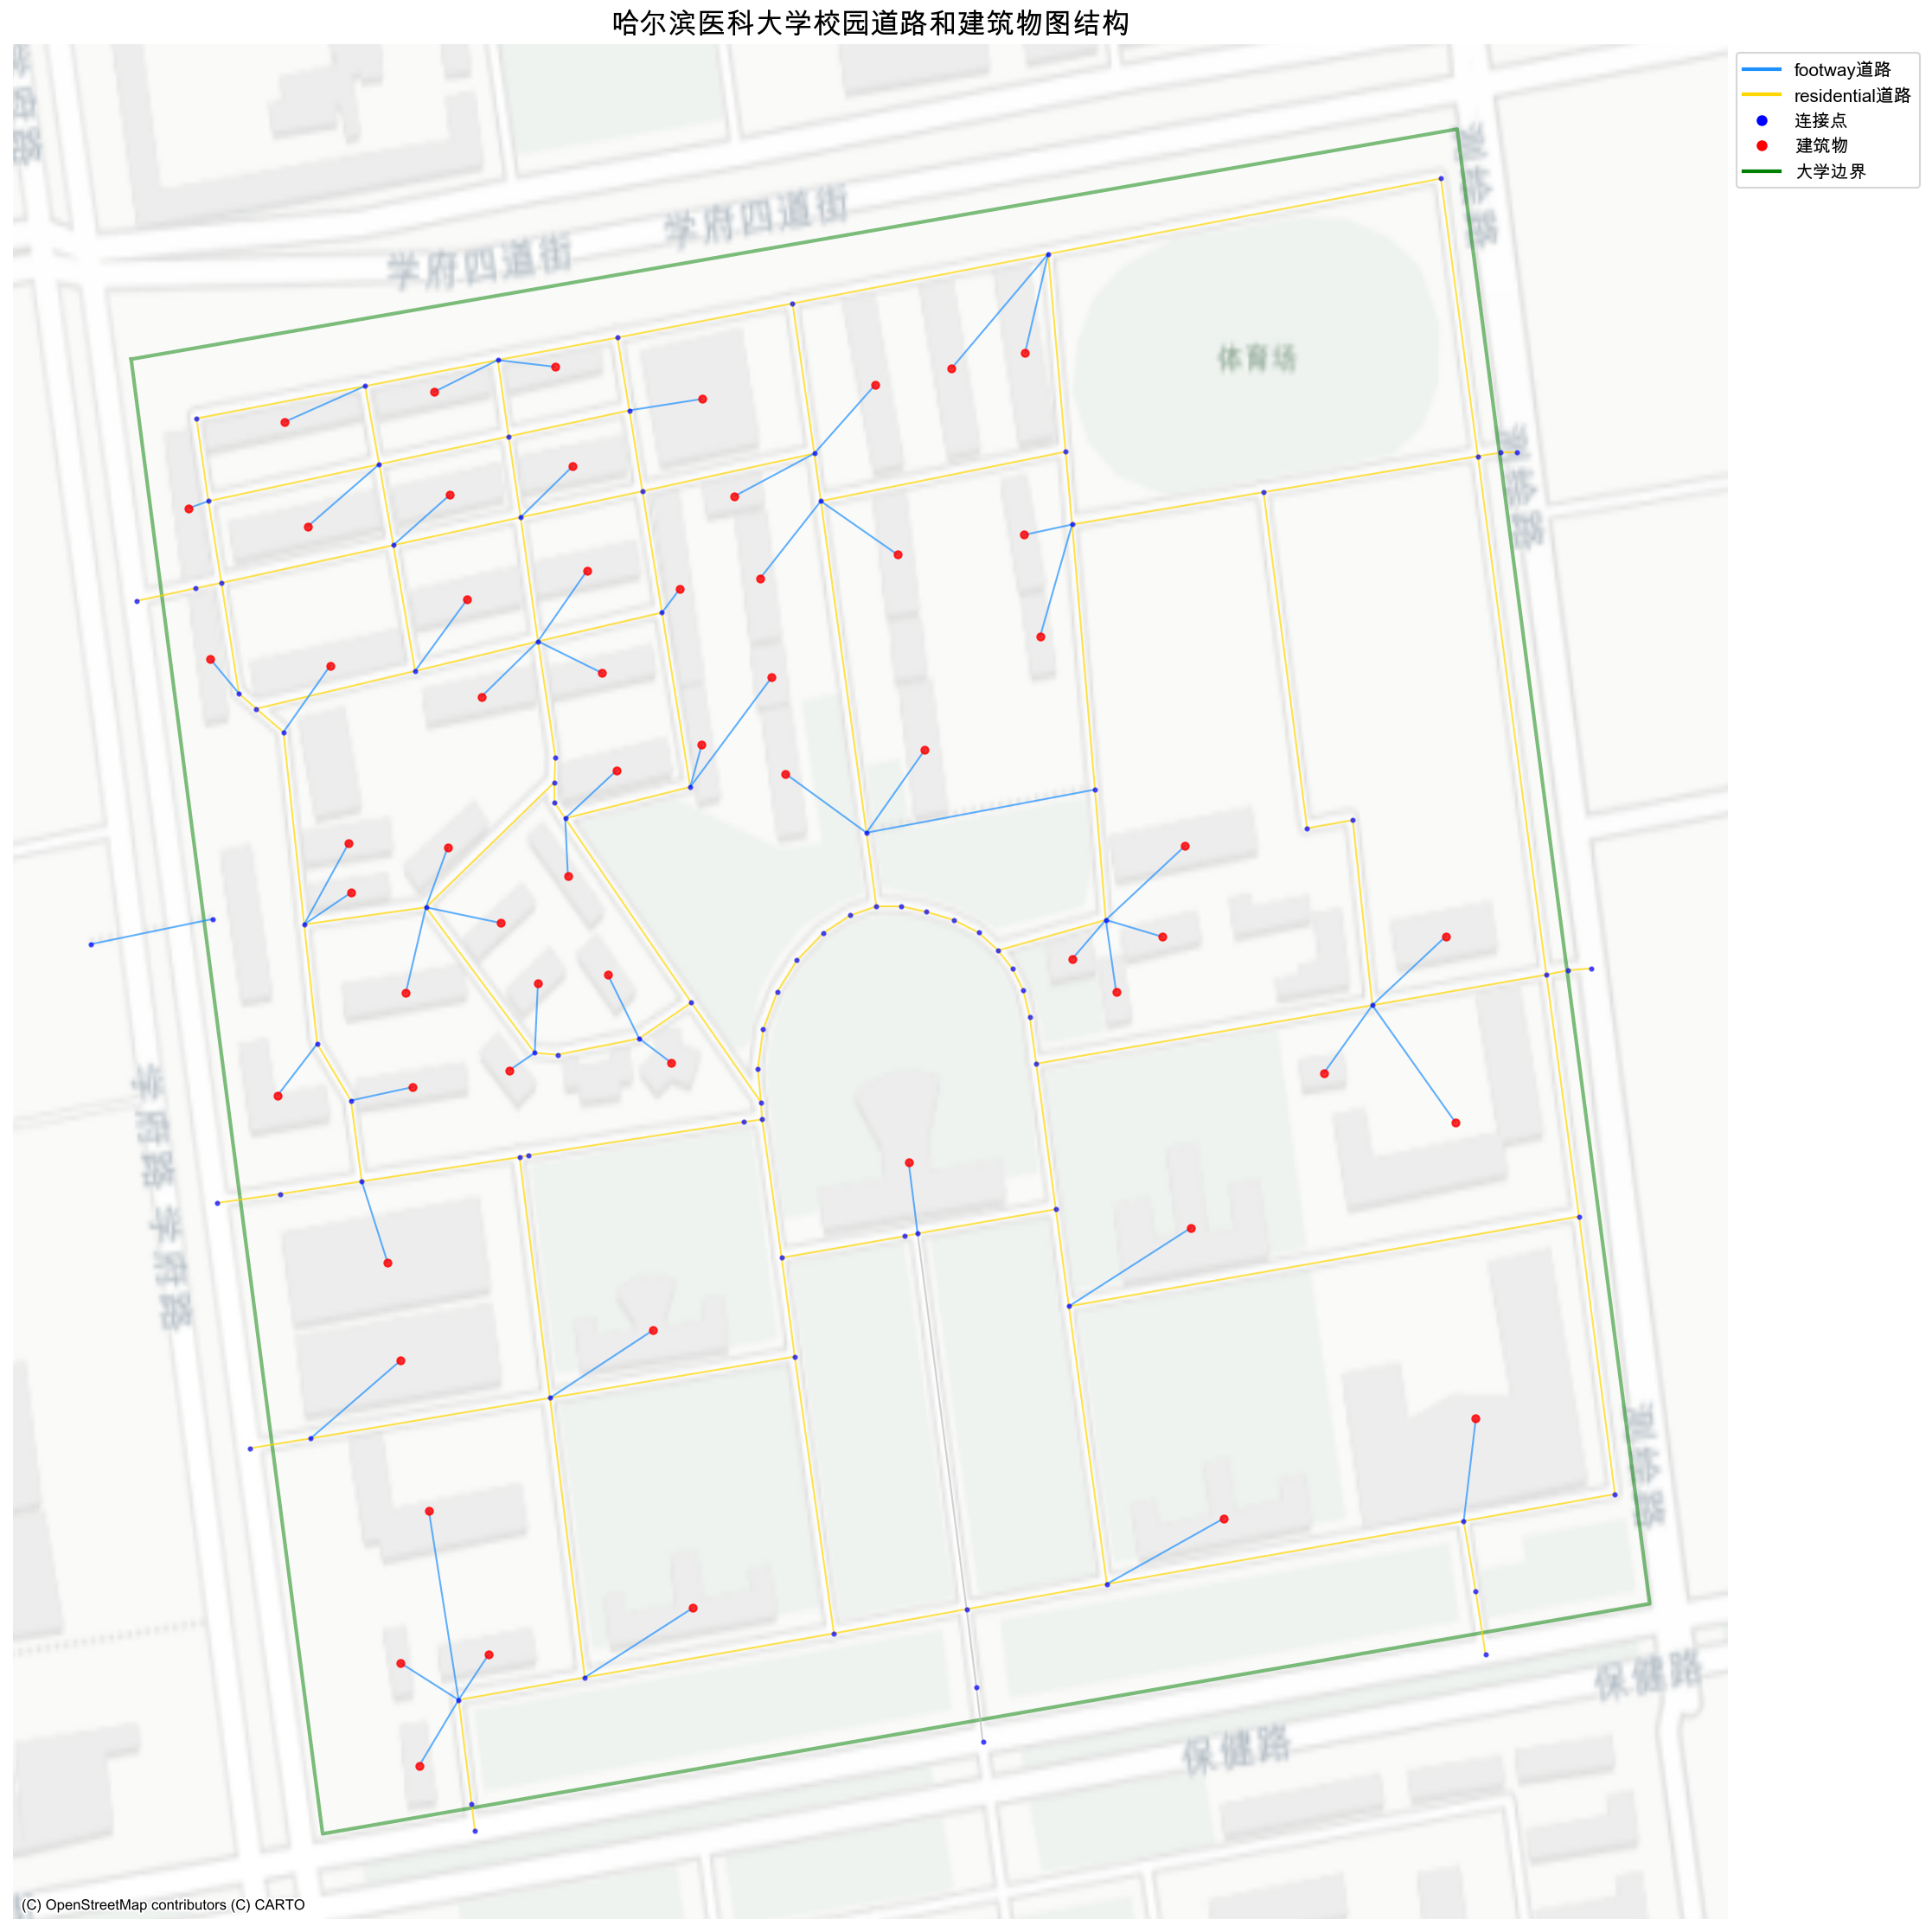 哈尔滨医科大学校园道路和建筑物图结构
footway道路
residential道路
连接点
建筑物
大学边界
学府四道街
学府四道街
体育场
学府路
学府路
保健路
保健路
(C) OpenStreetMap contributors (C) CARTO